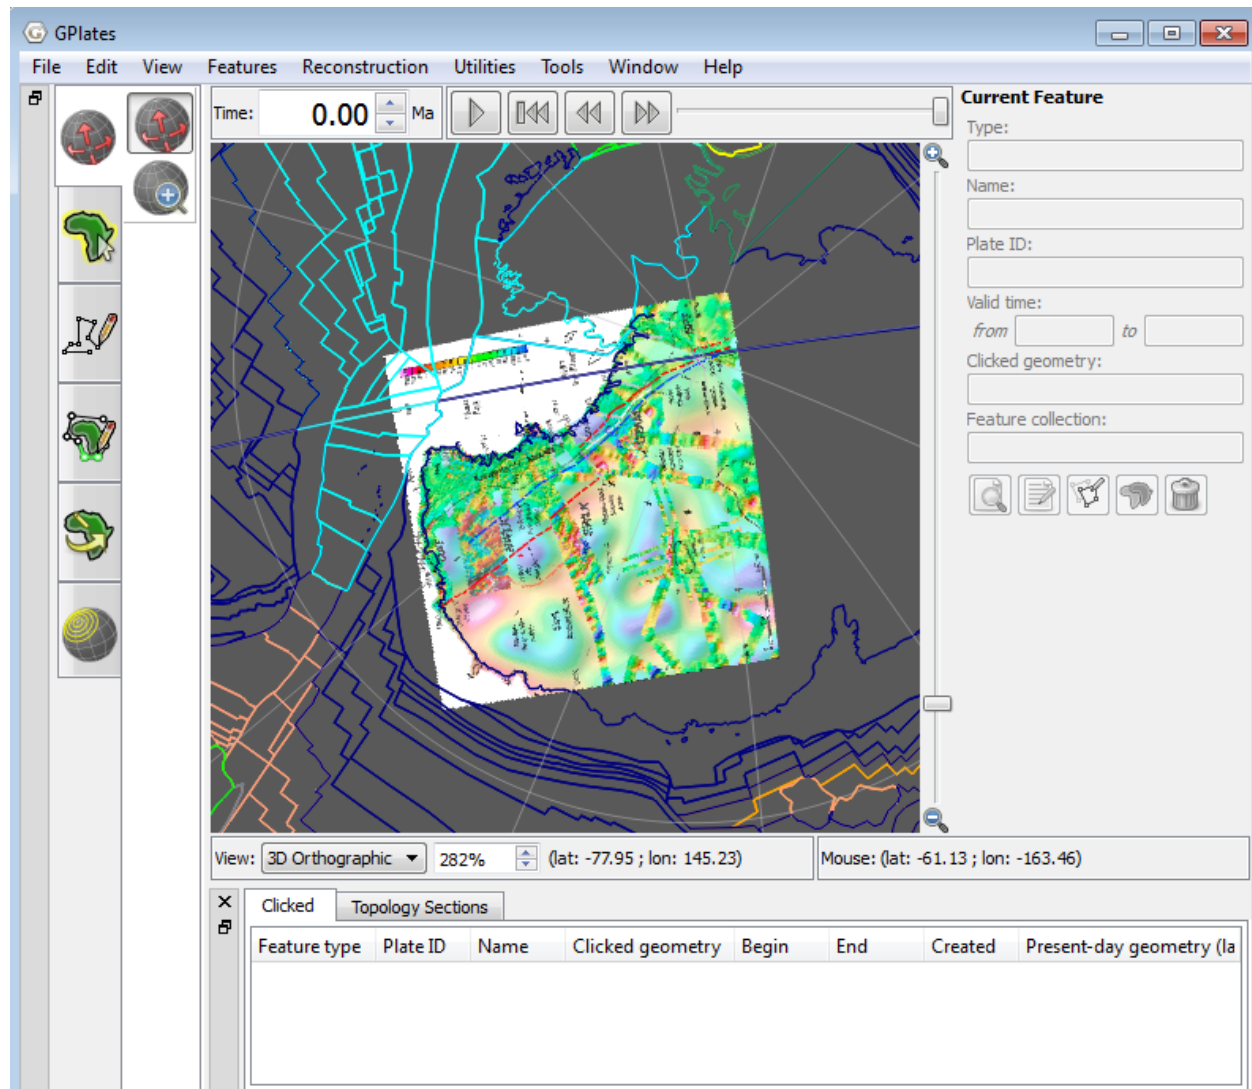 GPlates
File Edit View Features Reconstruction Utilities Tools Window Help
Time: 0.00 Ma
Current Feature
Type:
Name:
Plate ID:
Valid time:
from to
Clicked geometry:
Feature collection:
View: 3D Orthographic 282% (lat: -77.95 ; lon: 145.23) Mouse: (lat: -61.13 ; lon: -163.46)
Clicked Topology Sections
Feature type Plate ID Name Clicked geometry Begin End Created Present-day geometry (la